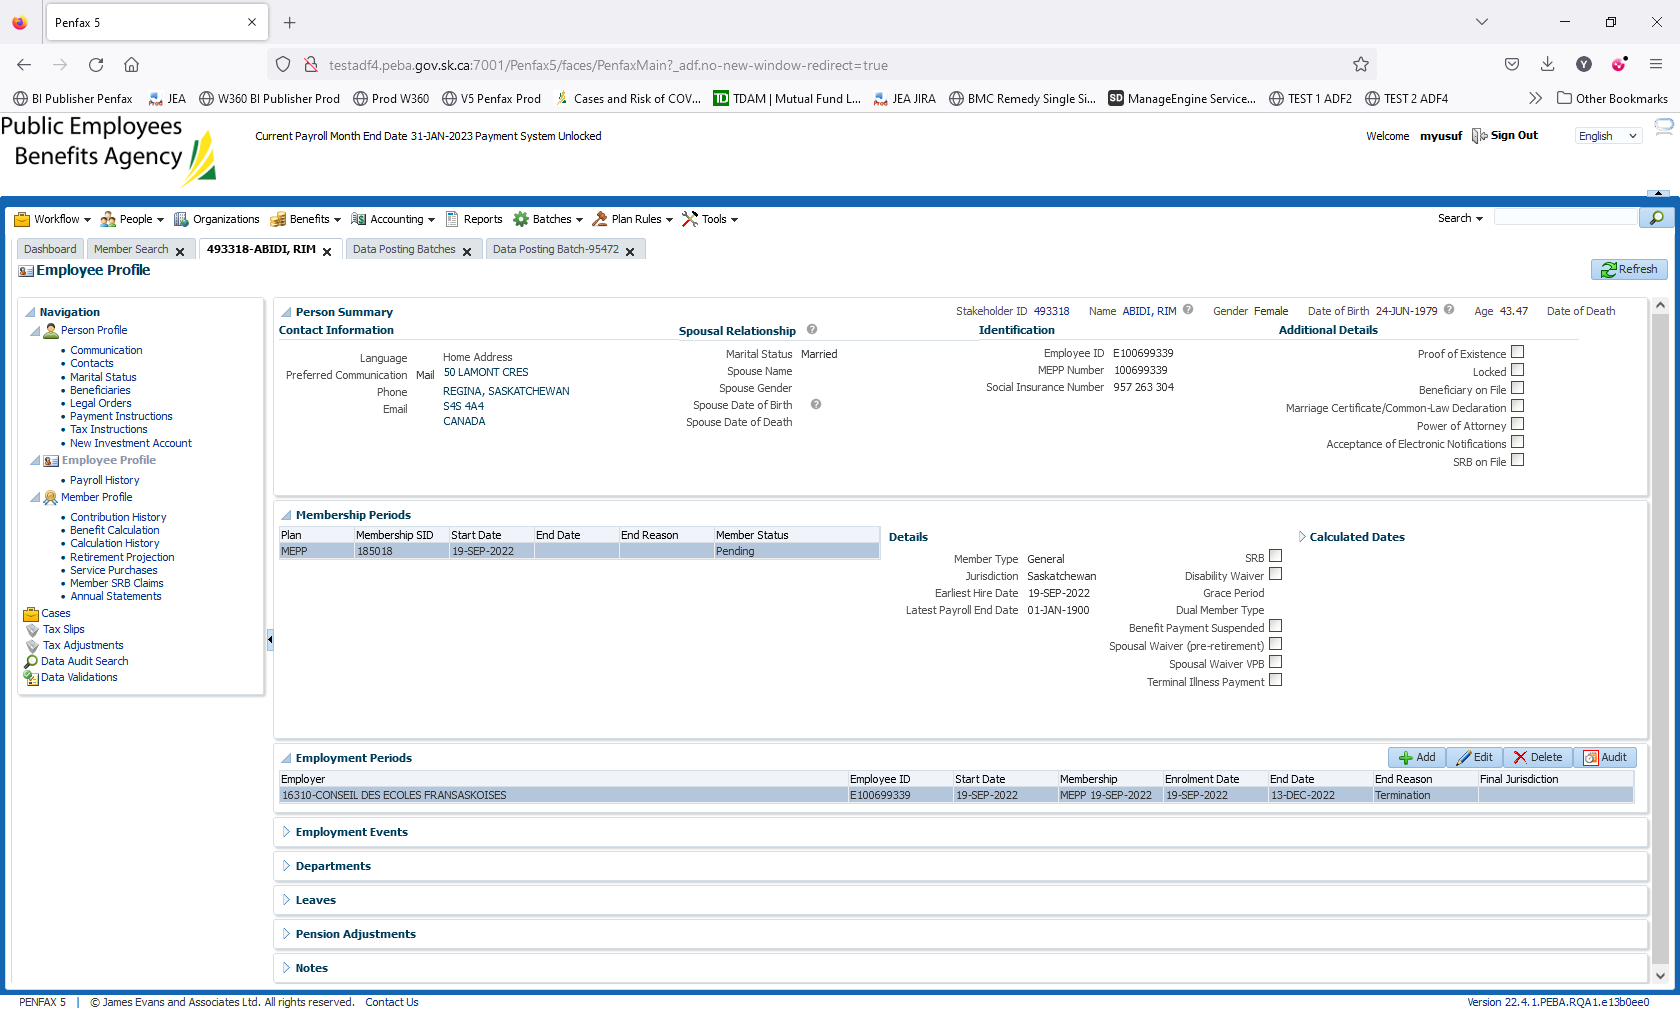 Penfax 5
testadf4.peba.gov.sk.ca:7001/Penfax5/faces/PenfaxMain?_adf.no-new-window-redirect=true
BI Publisher Penfax JEA W360 BI Publisher Prod Prod W360 V5 Penfax Prod Cases and Risk of COV... TDAM | Mutual Fund L... JEA JIRA BMC Remedy Single Si... ManageEngine Service... TEST 1 ADF2 TEST 2 ADF4 Other Bookmarks
Public Employees
Benefits Agency
Current Payroll Month End Date 31-JAN-2023 Payment System Unlocked
Welcome myusuf Sign Out English
Workflow People Organizations Benefits Accounting Reports Batches Plan Rules Tools Search
Dashboard Member Search 493318-ABIDI, RIM Data Posting Batches Data Posting Batch-95472
Employee Profile Refresh
Navigation
Person Profile
Communication
Contacts
Marital Status
Beneficiaries
Legal Orders
Payment Instructions
Tax Instructions
New Investment Account
Employee Profile
Payroll History
Member Profile
Contribution History
Benefit Calculation
Calculation History
Retirement Projection
Service Purchases
Member SRB Claims
Annual Statements
Cases
Tax Slips
Tax Adjustments
Data Audit Search
Data Validations
Person Summary Stakeholder ID 493318 Name ABIDI, RIM Gender Female Date of Birth 24-JUN-1979 Age 43.47 Date of Death
Contact Information
Language
Preferred Communication Mail
Phone
Email
Home Address
50 LAMONT CRES
REGINA, SASKATCHEWAN
S4S 4A4
CANADA
Spousal Relationship
Marital Status Married
Spouse Name
Spouse Gender
Spouse Date of Birth
Spouse Date of Death
Identification
Employee ID E100699339
MEPP Number 100699339
Social Insurance Number 957 263 304
Additional Details
Proof of Existence
Locked
Beneficiary on File
Marriage Certificate/Common-Law Declaration
Power of Attorney
Acceptance of Electronic Notifications
SRB on File
Membership Periods
Plan Membership SID Start Date End Date End Reason Member Status
MEPP 185018 19-SEP-2022 Pending
Details
Member Type General
Jurisdiction Saskatchewan
Earliest Hire Date 19-SEP-2022
Latest Payroll End Date 01-JAN-1900
SRB
Disability Waiver
Grace Period
Dual Member Type
Benefit Payment Suspended
Spousal Waiver (pre-retirement)
Spousal Waiver VPB
Terminal Illness Payment
Calculated Dates
Employment Periods Add Edit Delete Audit
Employer Employee ID Start Date Membership Enrolment Date End Date End Reason Final Jurisdiction
16310-CONSEIL DES ECOLES FRANSASKOISES E100699339 19-SEP-2022 MEPP 19-SEP-2022 19-SEP-2022 13-DEC-2022 Termination
Employment Events
Departments
Leaves
Pension Adjustments
Notes
PENFAX 5 | © James Evans and Associates Ltd. All rights reserved. Contact Us Version 22.4.1.PEBA.RQA1.e13b0ee0